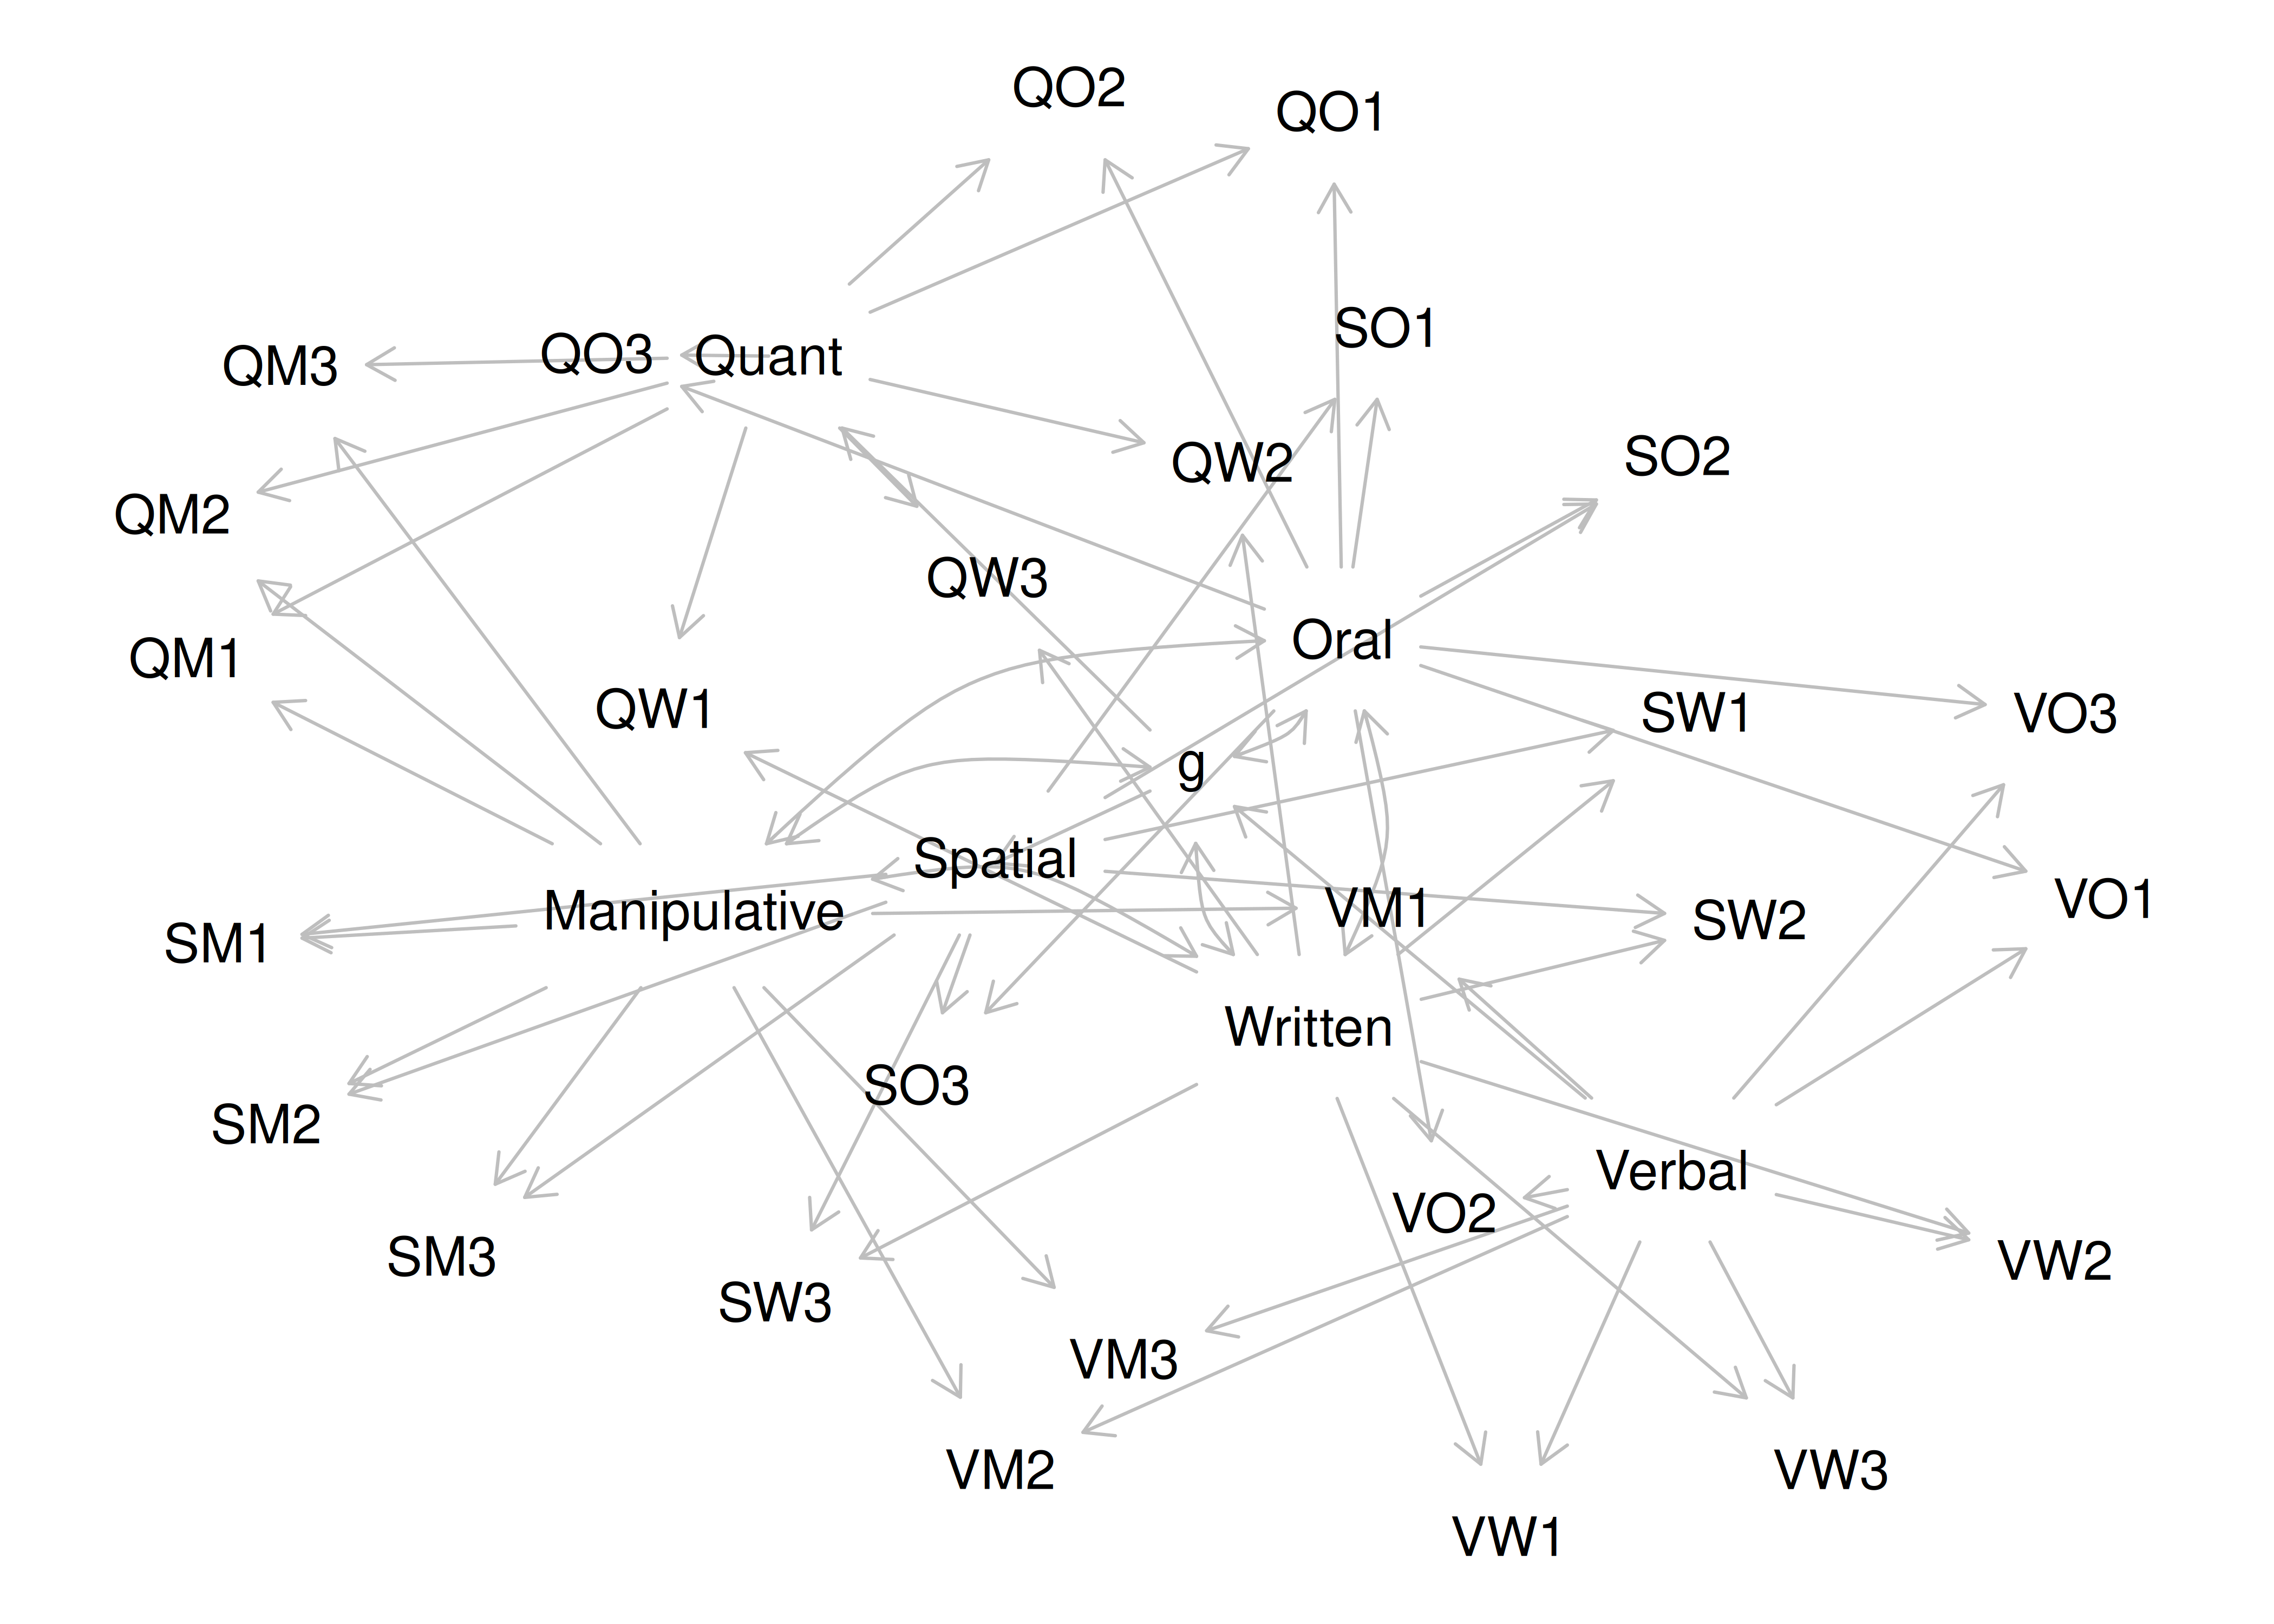 QO2
QO1
SO1
QM3
QO3
Quant
QW2
SO2
QM2
QW3
Oral
QM1
QW1
SW1
VO3
g
Spatial
Manipulative
VM1
VO1
SW2
SM1
Written
SO3
SM2
Verbal
VO2
SM3
VW2
SW3
VM3
VM2
VW3
VW1